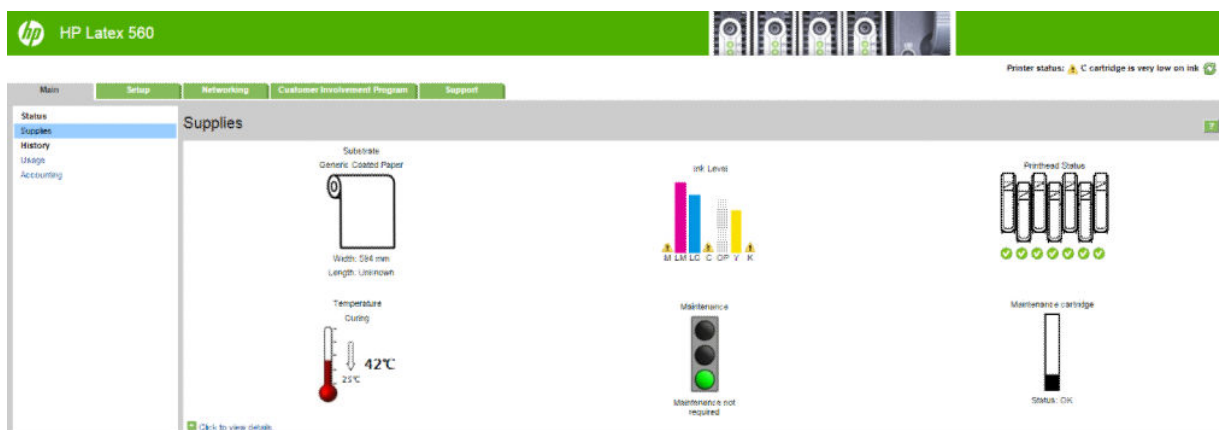 hp HP Latex 560
Printer status: C cartridge is very low on ink
Main Setup Networking Customer Involvement Program Support
Status
Supplies
History
Usage
Accounting
Supplies
?
Substrate
Generic Coated Paper
Width: 594 mm
Length: Unknown
Ink Level
M LM LC C OP Y K
Printhead Status
Temperature
Curing
42°C
25°C
Maintenance
Maintenance not
required
Maintenance cartridge
Status: OK
Click to view details